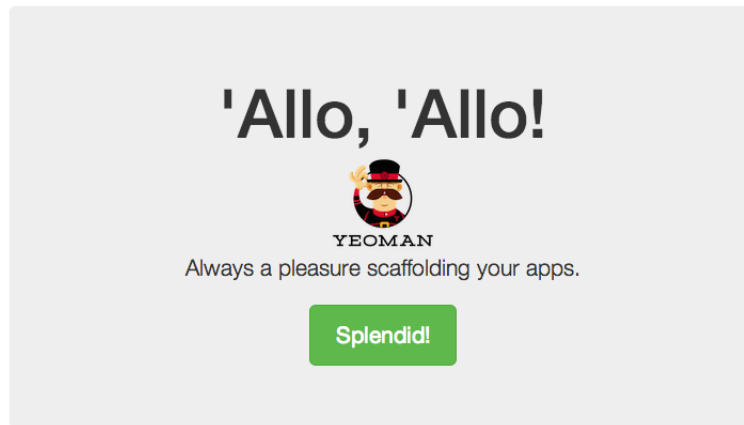 'Allo, 'Allo!
YEOMAN
Always a pleasure scaffolding your apps.
Splendid!